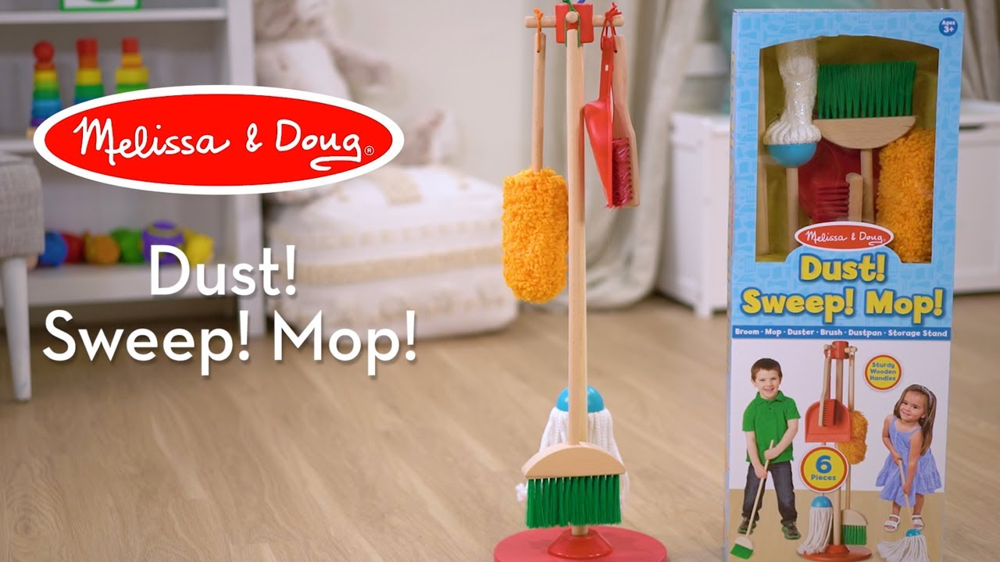 Melissa & Doug®
Dust!
Sweep! Mop!
Ages
3+
Melissa & Doug
Dust!
Sweep! Mop!
Broom • Mop • Duster • Brush • Dustpan • Storage Stand
Sturdy
Wooden
Handles
6
Pieces